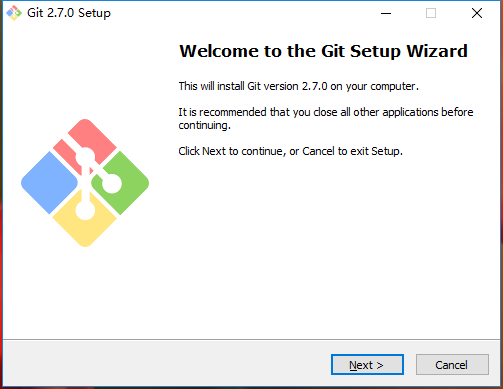 Git 2.7.0 Setup
Welcome to the Git Setup Wizard
This will install Git version 2.7.0 on your computer.
It is recommended that you close all other applications before
continuing.
Click Next to continue, or Cancel to exit Setup.
Next >
Cancel